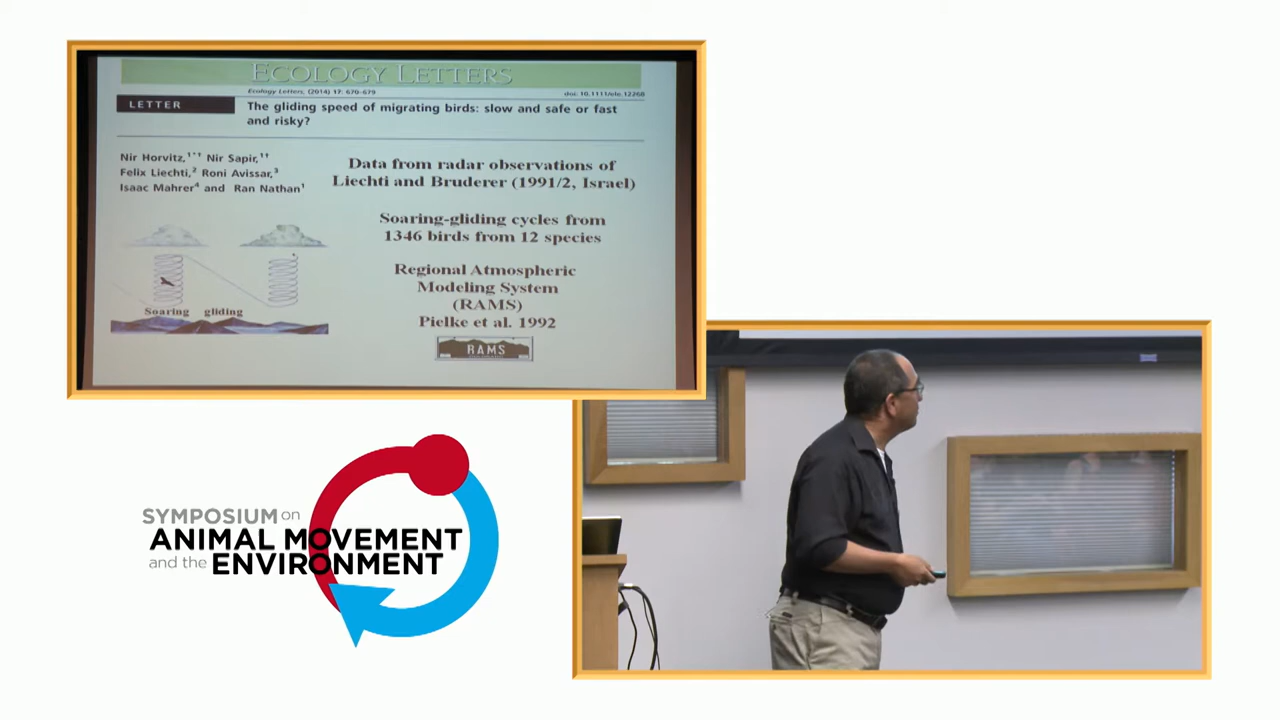 ECOLOGY LETTERS
Ecology Letters, (2014) 17: 670–679
doi: 10.1111/ele.12268
LETTER
The gliding speed of migrating birds: slow and safe or fast
and risky?
Nir Horvitz,¹*† Nir Sapir,¹†
Felix Liechti,² Roni Avissar,³
Isaac Mahrer⁴ and Ran Nathan¹
Data from radar observations of
Liechti and Bruderer (1991/2, Israel)
Soaring-gliding cycles from
1346 birds from 12 species
Regional Atmospheric
Modeling System
(RAMS)
Pielke et al. 1992
RAMS
Soaring gliding
SYMPOSIUM on
ANIMAL MOVEMENT
and the ENVIRONMENT